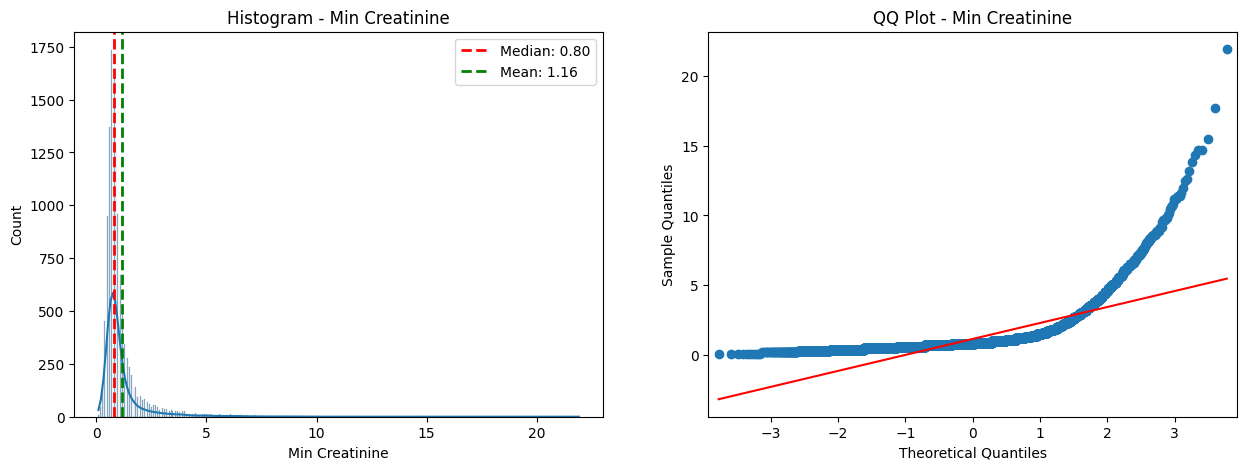 Histogram - Min Creatinine
Median: 0.80
Mean: 1.16
1750
1500
1250
1000
750
500
250
0
Count
0 5 10 15 20
Min Creatinine
QQ Plot - Min Creatinine
20
15
10
5
0
Sample Quantiles
−3 −2 −1 0 1 2 3
Theoretical Quantiles